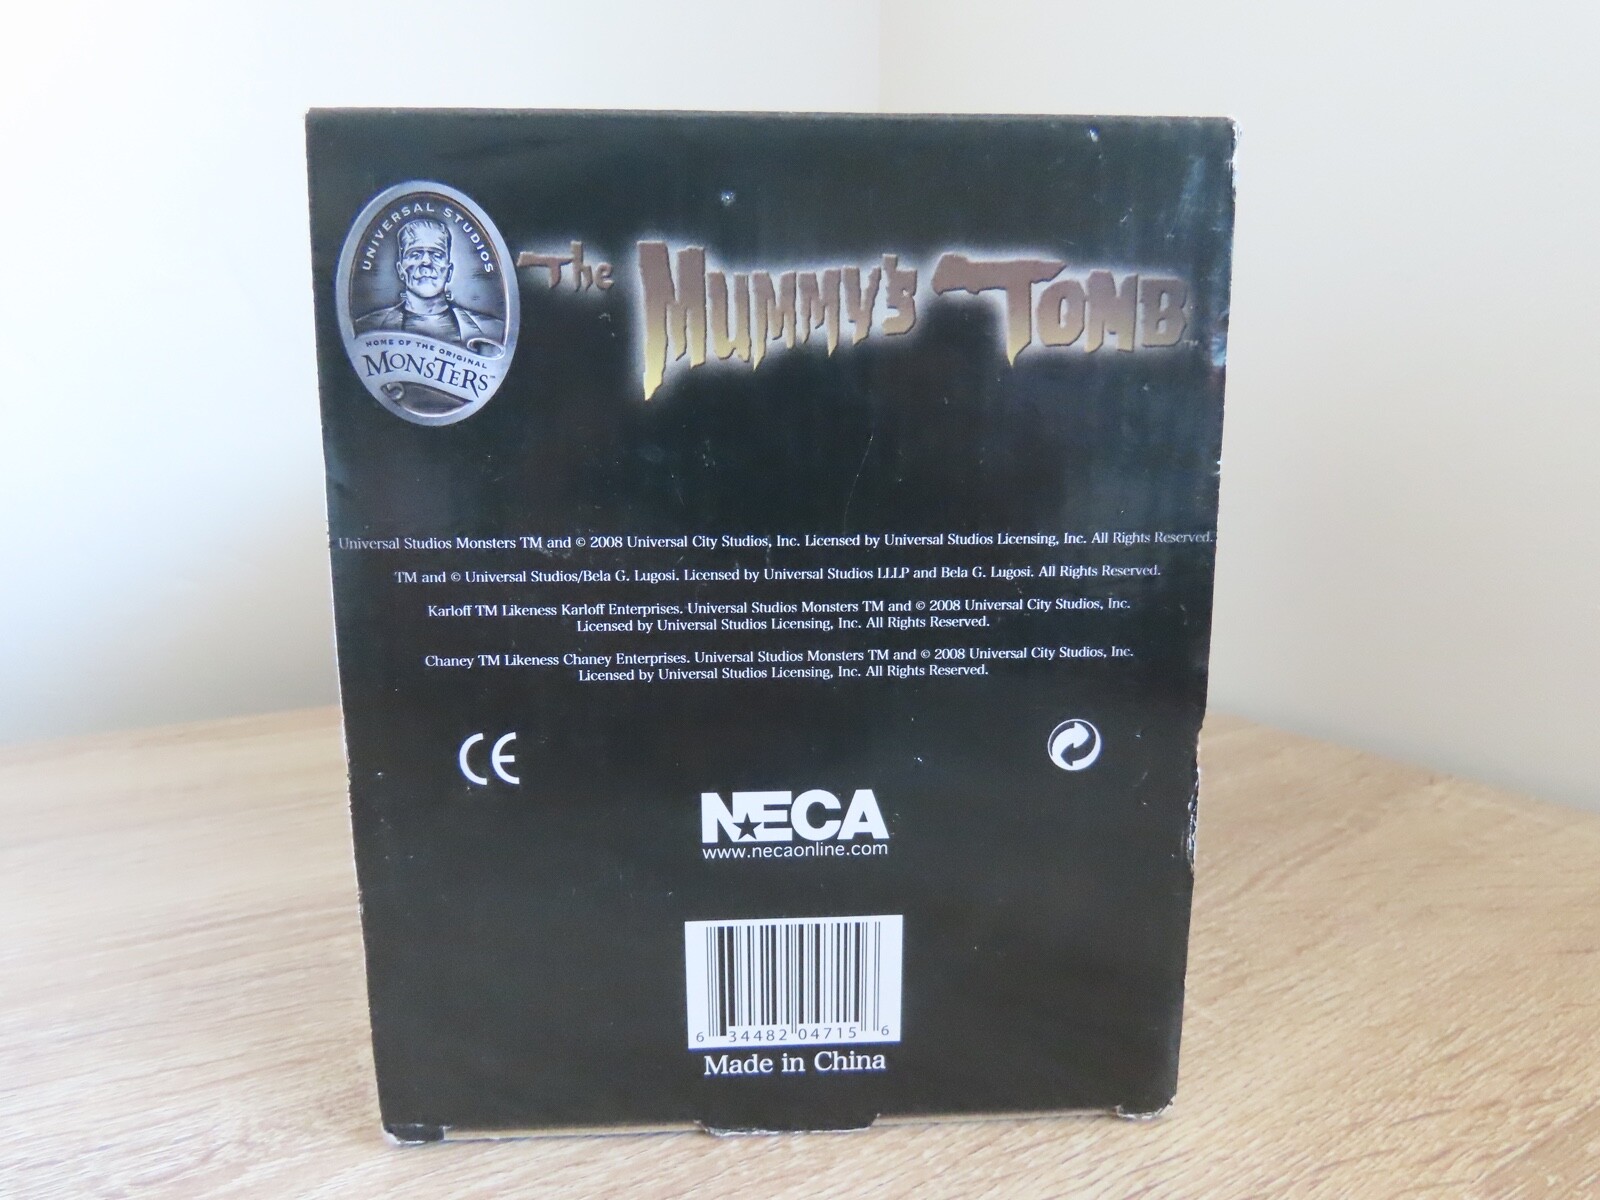 UNIVERSAL STUDIOS
HOME OF THE ORIGINAL
MONSTERS™
The Mummy's Tomb™
Universal Studios Monsters TM and © 2008 Universal City Studios, Inc. Licensed by Universal Studios Licensing, Inc. All Rights Reserved.
TM and © Universal Studios/Bela G. Lugosi. Licensed by Universal Studios LLLP and Bela G. Lugosi. All Rights Reserved.
Karloff TM Likeness Karloff Enterprises. Universal Studios Monsters TM and © 2008 Universal City Studios, Inc.
Licensed by Universal Studios Licensing, Inc. All Rights Reserved.
Chaney TM Likeness Chaney Enterprises. Universal Studios Monsters TM and © 2008 Universal City Studios, Inc.
Licensed by Universal Studios Licensing, Inc. All Rights Reserved.
CE
NECA
www.necaonline.com
6 34482 04715 6
Made in China